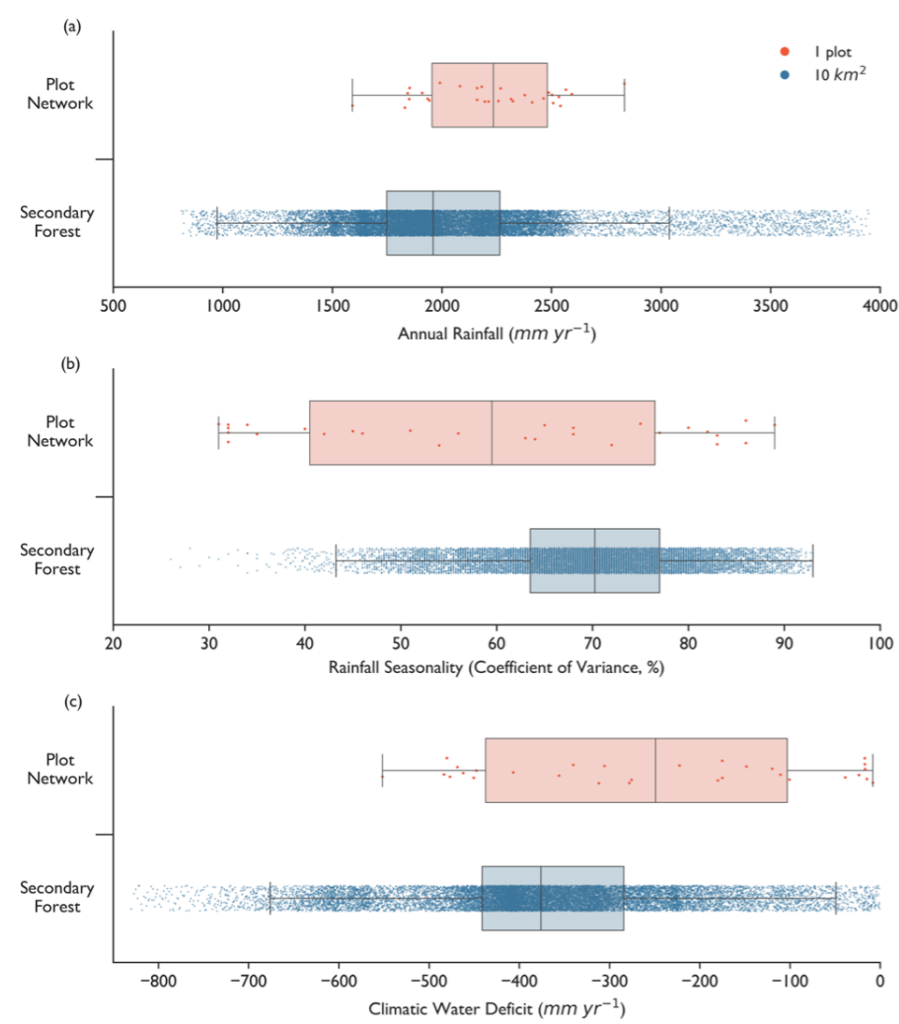 (a)
1 plot
10 km²
Plot
Network
Secondary
Forest
500 1000 1500 2000 2500 3000 3500 4000
Annual Rainfall (mm yr⁻¹)
(b)
Plot
Network
Secondary
Forest
20 30 40 50 60 70 80 90 100
Rainfall Seasonality (Coefficient of Variance, %)
(c)
Plot
Network
Secondary
Forest
−800 −700 −600 −500 −400 −300 −200 −100 0
Climatic Water Deficit (mm yr⁻¹)